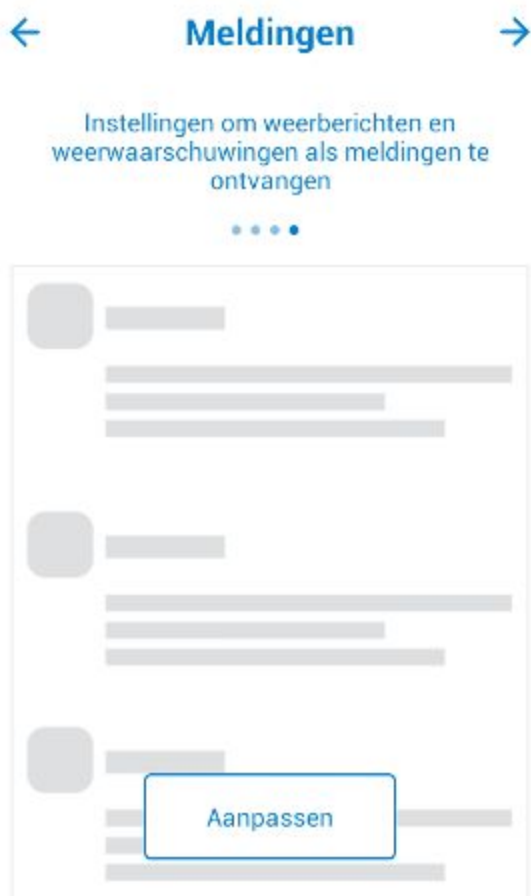 Meldingen
Instellingen om weerberichten en
weerwaarschuwingen als meldingen te
ontvangen
Aanpassen